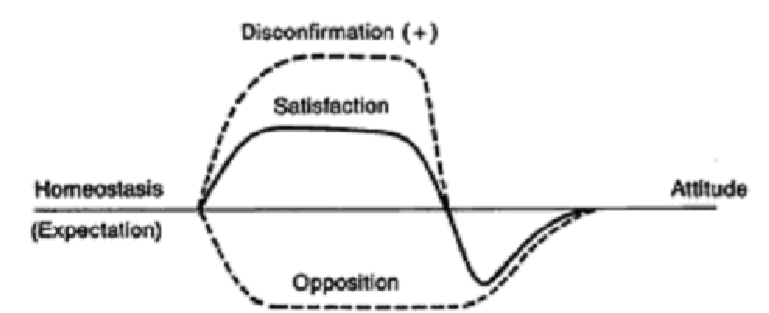 Disconfirmation (+)
Satisfaction
Homeostasis
Attitude
(Expectation)
Opposition